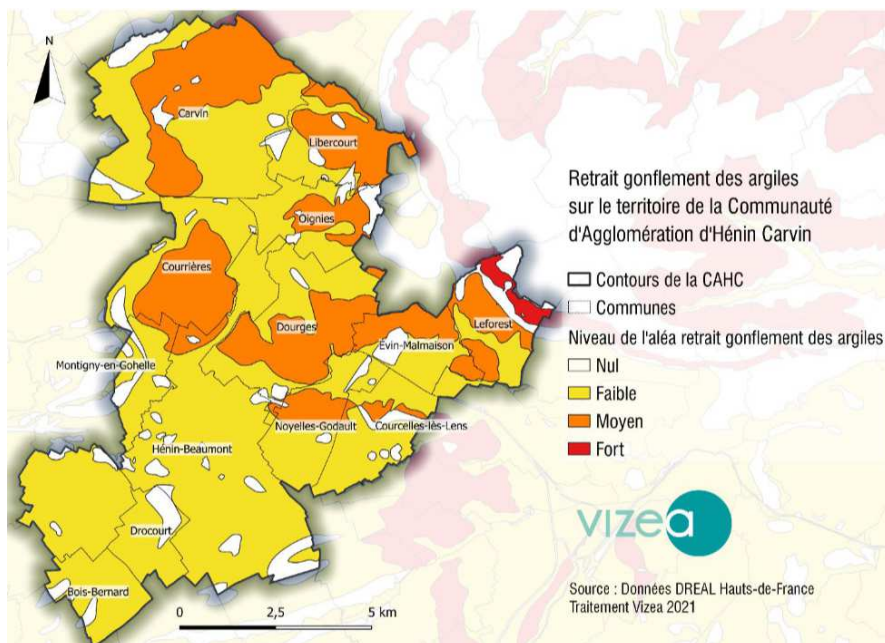 N
Carvin
Libercourt
Oignies
Courrières
Dourges
Leforest
Évin-Malmaison
Montigny-en-Gohelle
Noyelles-Godault
Courcelles-lès-Lens
Hénin-Beaumont
Drocourt
Bois-Bernard
0 2,5 5 km
Retrait gonflement des argiles
sur le territoire de la Communauté
d'Agglomération d'Hénin Carvin
Contours de la CAHC
Communes
Niveau de l'aléa retrait gonflement des argiles
Nul
Faible
Moyen
Fort
vizea
Source : Données DREAL Hauts-de-France
Traitement Vizea 2021